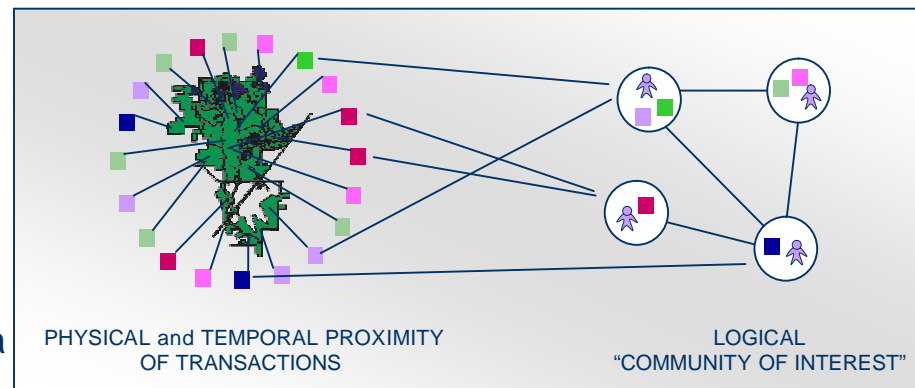 a
PHYSICAL and TEMPORAL PROXIMITY
OF TRANSACTIONS
LOGICAL
“COMMUNITY OF INTEREST”